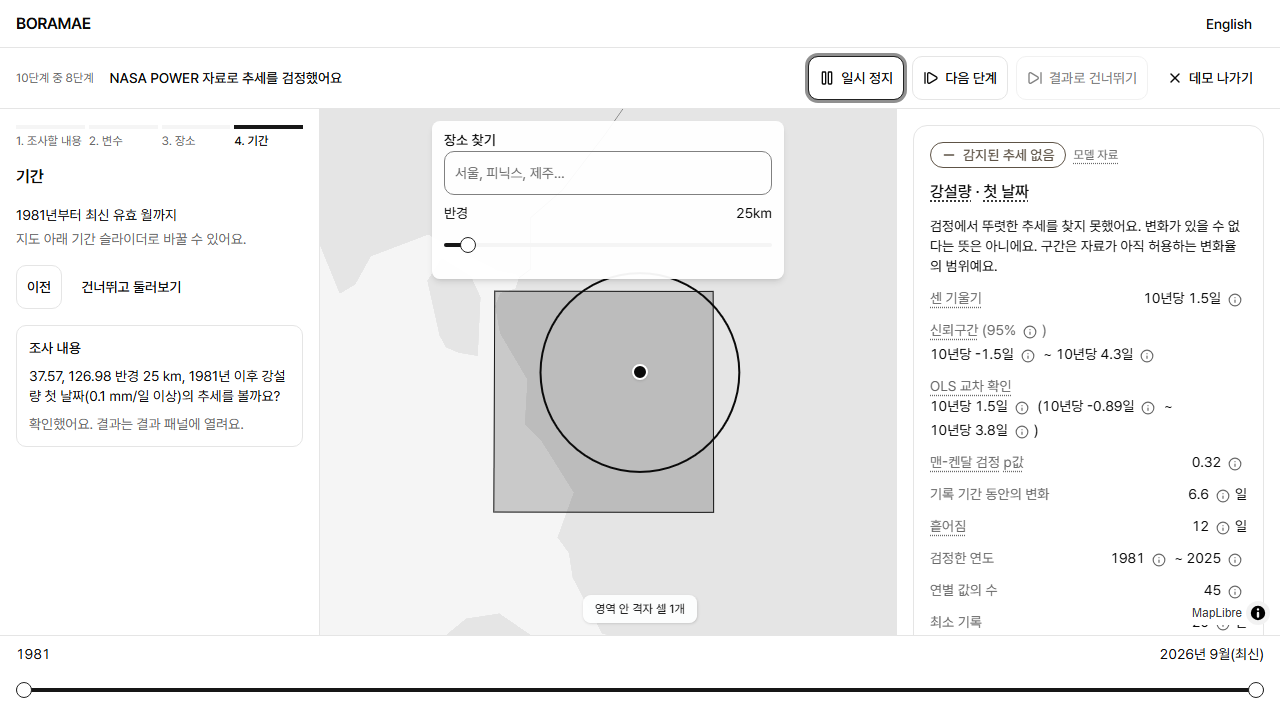 BORAMAE
English
10단계 중 8단계
NASA POWER 자료로 추세를 검정했어요
일시 정지
다음 단계
결과로 건너뛰기
데모 나가기
1. 조사할 내용
2. 변수
3. 장소
4. 기간
기간
1981년부터 최신 유효 월까지
지도 아래 기간 슬라이더로 바꿀 수 있어요.
이전
건너뛰고 둘러보기
조사 내용
37.57, 126.98 반경 25 km, 1981년 이후 강설
량 첫 날짜(0.1 mm/일 이상)의 추세를 볼까요?
확인했어요. 결과는 결과 패널에 열려요.
장소 찾기
서울, 피닉스, 제주...
반경
25km
영역 안 격자 셀 1개
감지된 추세 없음
모델 자료
강설량 · 첫 날짜
검정에서 뚜렷한 추세를 찾지 못했어요. 변화가 있을 수 없
다는 뜻은 아니에요. 구간은 자료가 아직 허용하는 변화율
의 범위예요.
센 기울기
10년당 1.5일
신뢰구간 (95% )
10년당 -1.5일 ~ 10년당 4.3일
OLS 교차 확인
10년당 1.5일 (10년당 -0.89일 ~
10년당 3.8일 )
맨-켄달 검정 p값
0.32
기록 기간 동안의 변화
6.6 일
흩어짐
12 일
검정한 연도
1981 ~ 2025
연별 값의 수
45
MapLibre
최소 기록
1981
2026년 9월(최신)